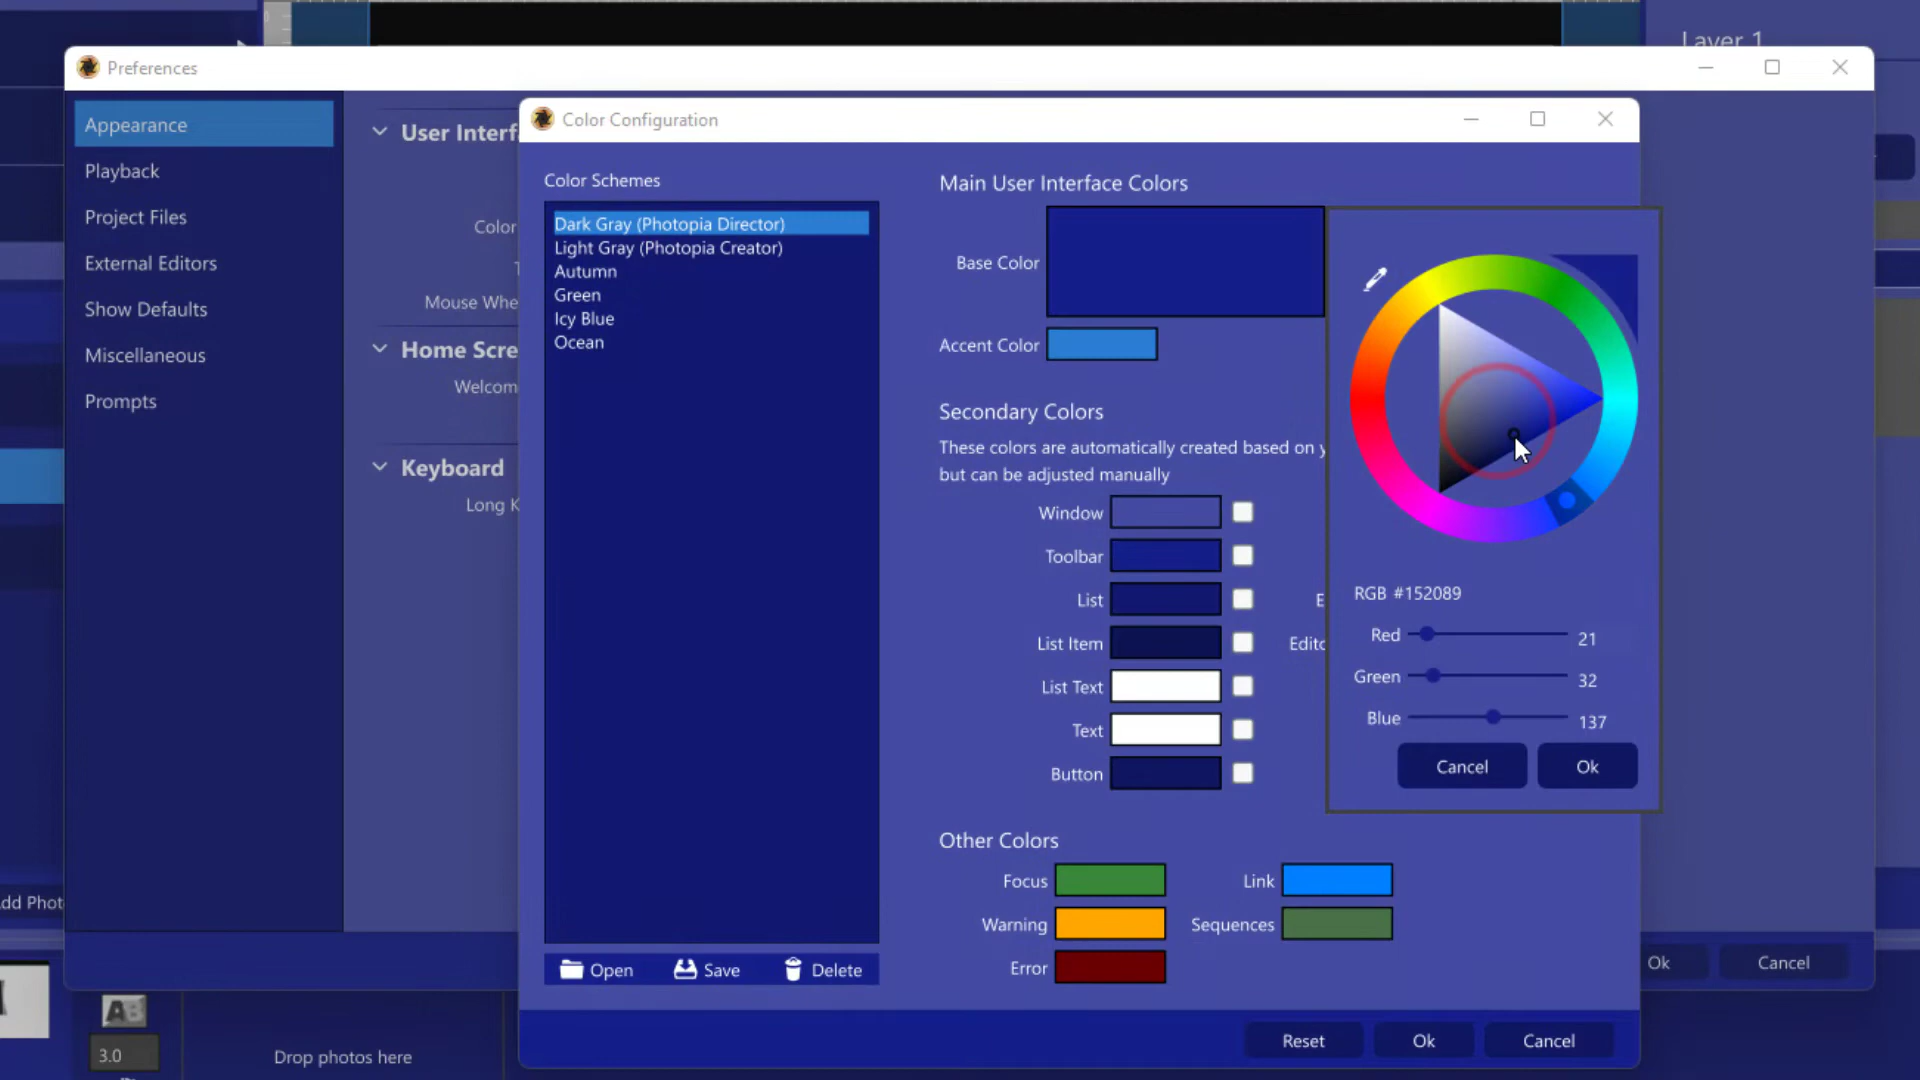 Layer 1
Preferences
Appearance
Playback
Project Files
External Editors
Show Defaults
Miscellaneous
Prompts
User Interf
Color
Mouse Whe
Home Scre
Welcom
Keyboard
Long K
Color Configuration
Color Schemes
Dark Gray (Photopia Director)
Light Gray (Photopia Creator)
Autumn
Green
Icy Blue
Ocean
Open
Save
Delete
Main User Interface Colors
Base Color
Accent Color
Secondary Colors
These colors are automatically created based on y
but can be adjusted manually
Window
Toolbar
List
E
List Item
Edito
List Text
Text
Button
Other Colors
Focus
Link
Warning
Sequences
Error
RGB #152089
Red 21
Green 32
Blue 137
Cancel Ok
Reset Ok Cancel
Ok Cancel
dd Phot
AB
3.0
Drop photos here